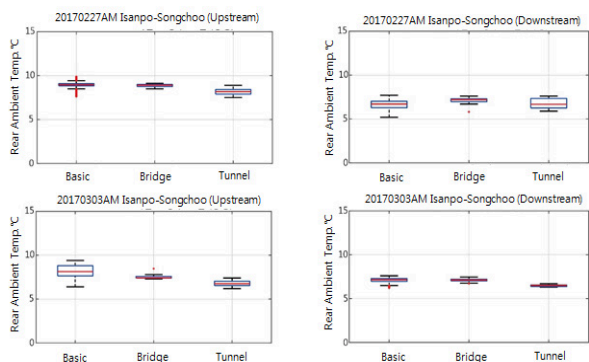 20170227AM Isanpo-Songchoo (Upstream)
Rear Ambient Temp. ℃
15
10
5
0
Basic
Bridge
Tunnel
20170227AM Isanpo-Songchoo (Downstream)
Rear Ambient Temp. ℃
15
10
5
0
Basic
Bridge
Tunnel
20170303AM Isanpo-Songchoo (Upstream)
Rear Ambient Temp. ℃
15
10
5
0
Basic
Bridge
Tunnel
20170303AM Isanpo-Songchoo (Downstream)
Rear Ambient Temp. ℃
15
10
5
0
Basic
Bridge
Tunnel